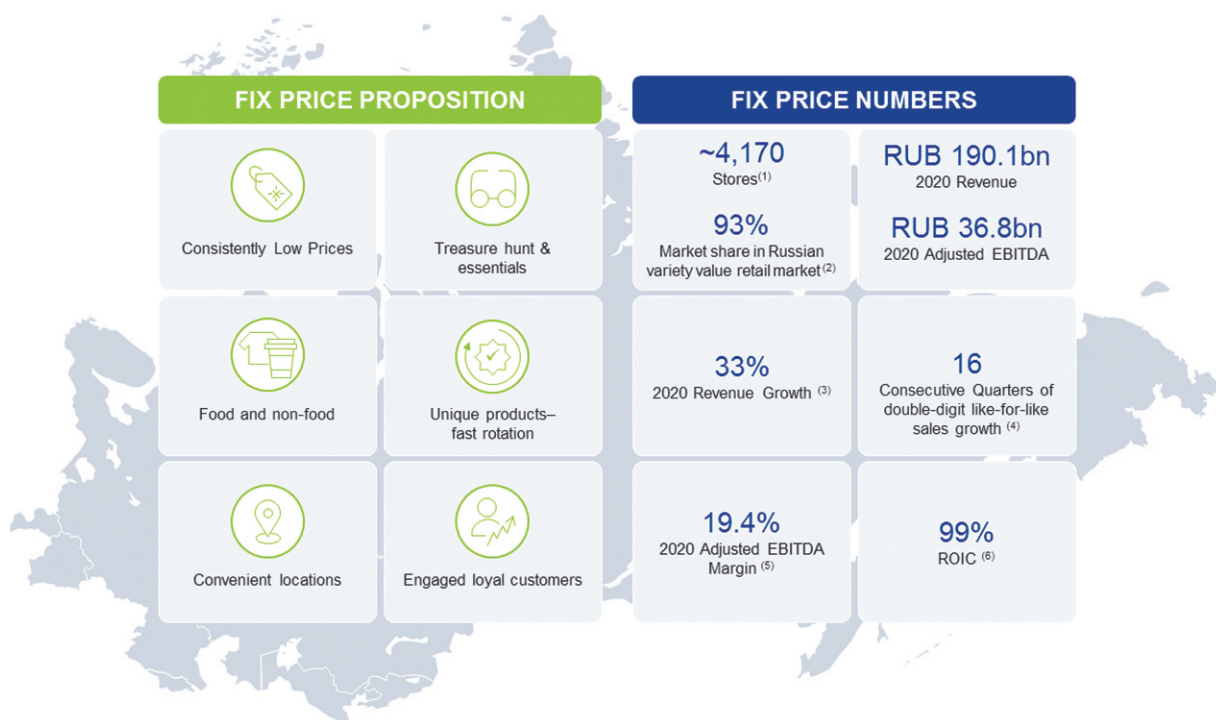 FIX PRICE PROPOSITION
Consistently Low Prices
Treasure hunt &
essentials
Food and non-food
Unique products–
fast rotation
Convenient locations
Engaged loyal customers
FIX PRICE NUMBERS
~4,170
Stores(1)
93%
Market share in Russian
variety value retail market(2)
RUB 190.1bn
2020 Revenue
RUB 36.8bn
2020 Adjusted EBITDA
33%
2020 Revenue Growth (3)
16
Consecutive Quarters of
double-digit like-for-like
sales growth (4)
19.4%
2020 Adjusted EBITDA
Margin (5)
99%
ROIC (6)